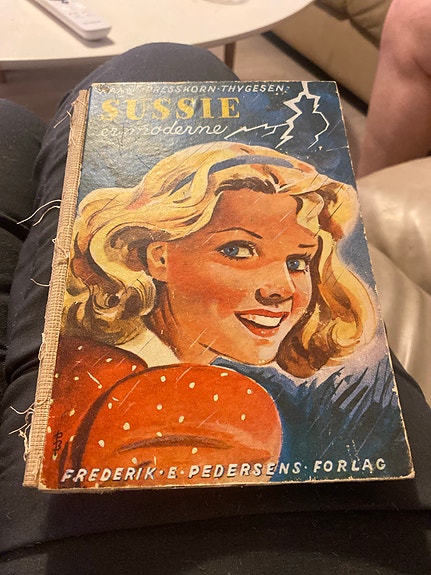 PRESSKORN·THYGESEN:
SUSSIE
er moderne
FREDERIK·E·PEDERSENS·FORLAG